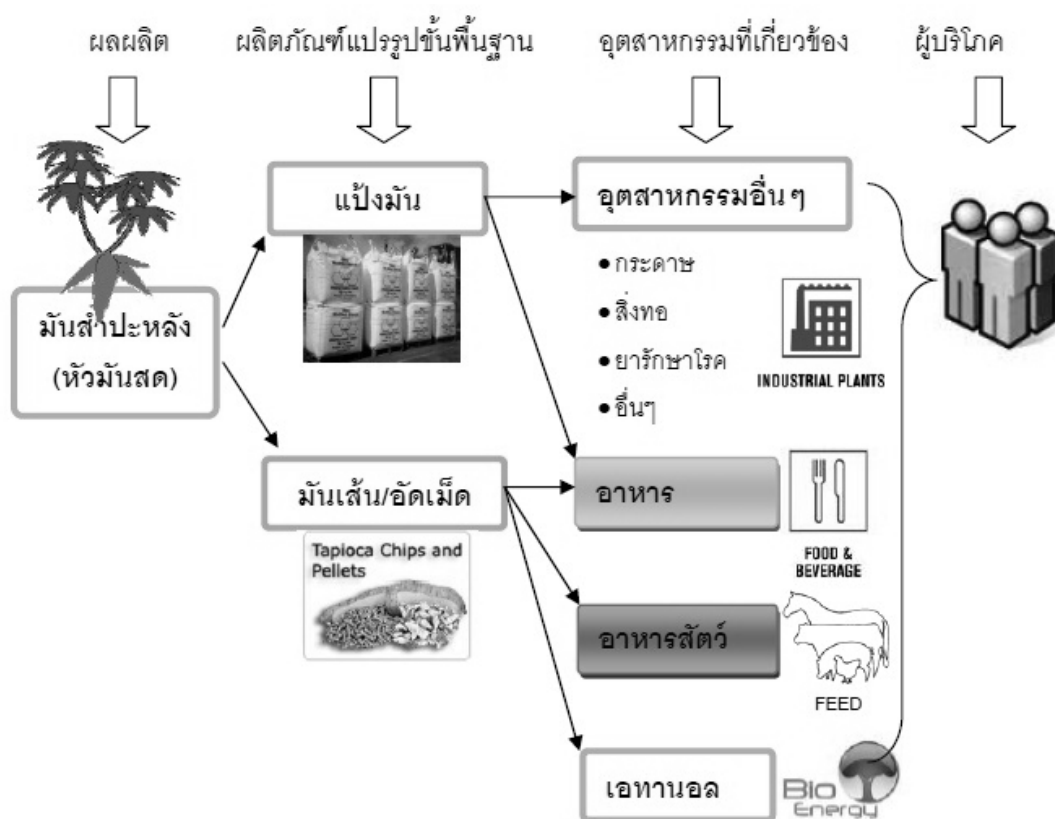 ผลผลิต
ผลิตภัณฑ์แปรรูปขั้นพื้นฐาน
อุตสาหกรรมที่เกี่ยวข้อง
ผู้บริโภค
มันสำปะหลัง
(หัวมันสด)
แป้งมัน
มันเส้น/อัดเม็ด
Tapioca Chips and
Pellets
อุตสาหกรรมอื่นๆ
• กระดาษ
• สิ่งทอ
• ยารักษาโรค
• อื่นๆ
INDUSTRIAL PLANTS
อาหาร
FOOD &
BEVERAGE
อาหารสัตว์
FEED
เอทานอล
Bio
Energy